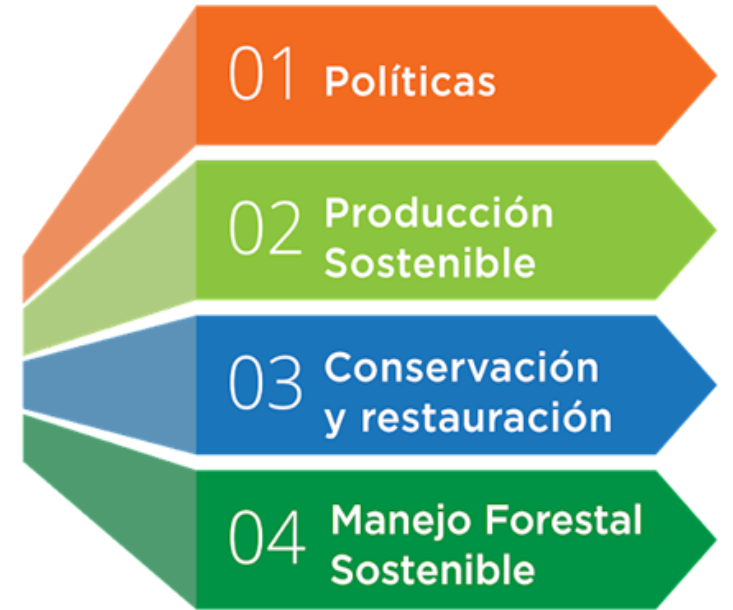 01 Políticas
02 Producción
Sostenible
03 Conservación
y restauración
04 Manejo Forestal
Sostenible